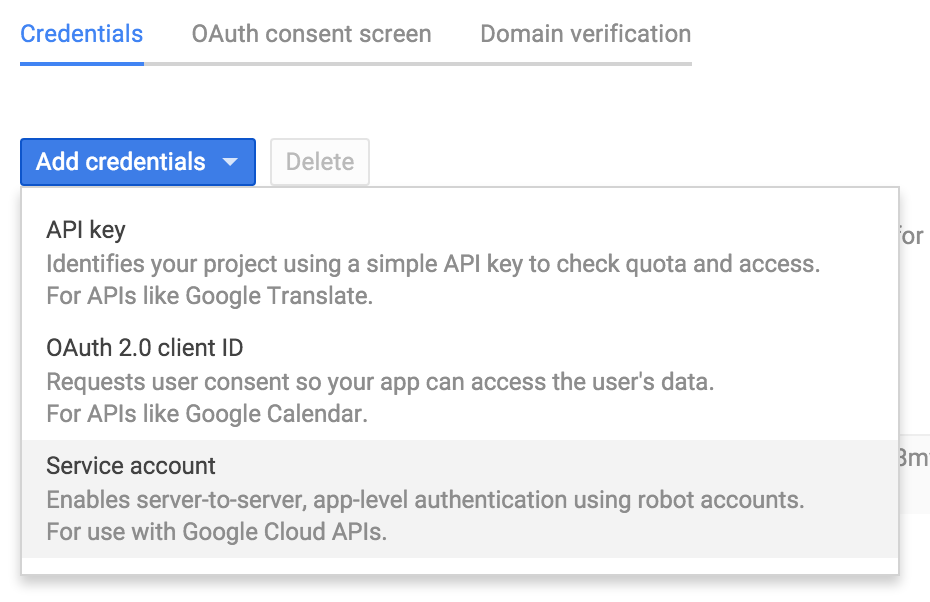 Credentials OAuth consent screen Domain verification
Add credentials Delete
API key
Identifies your project using a simple API key to check quota and access.
For APIs like Google Translate.
OAuth 2.0 client ID
Requests user consent so your app can access the user's data.
For APIs like Google Calendar.
Service account
Enables server-to-server, app-level authentication using robot accounts.
For use with Google Cloud APIs.